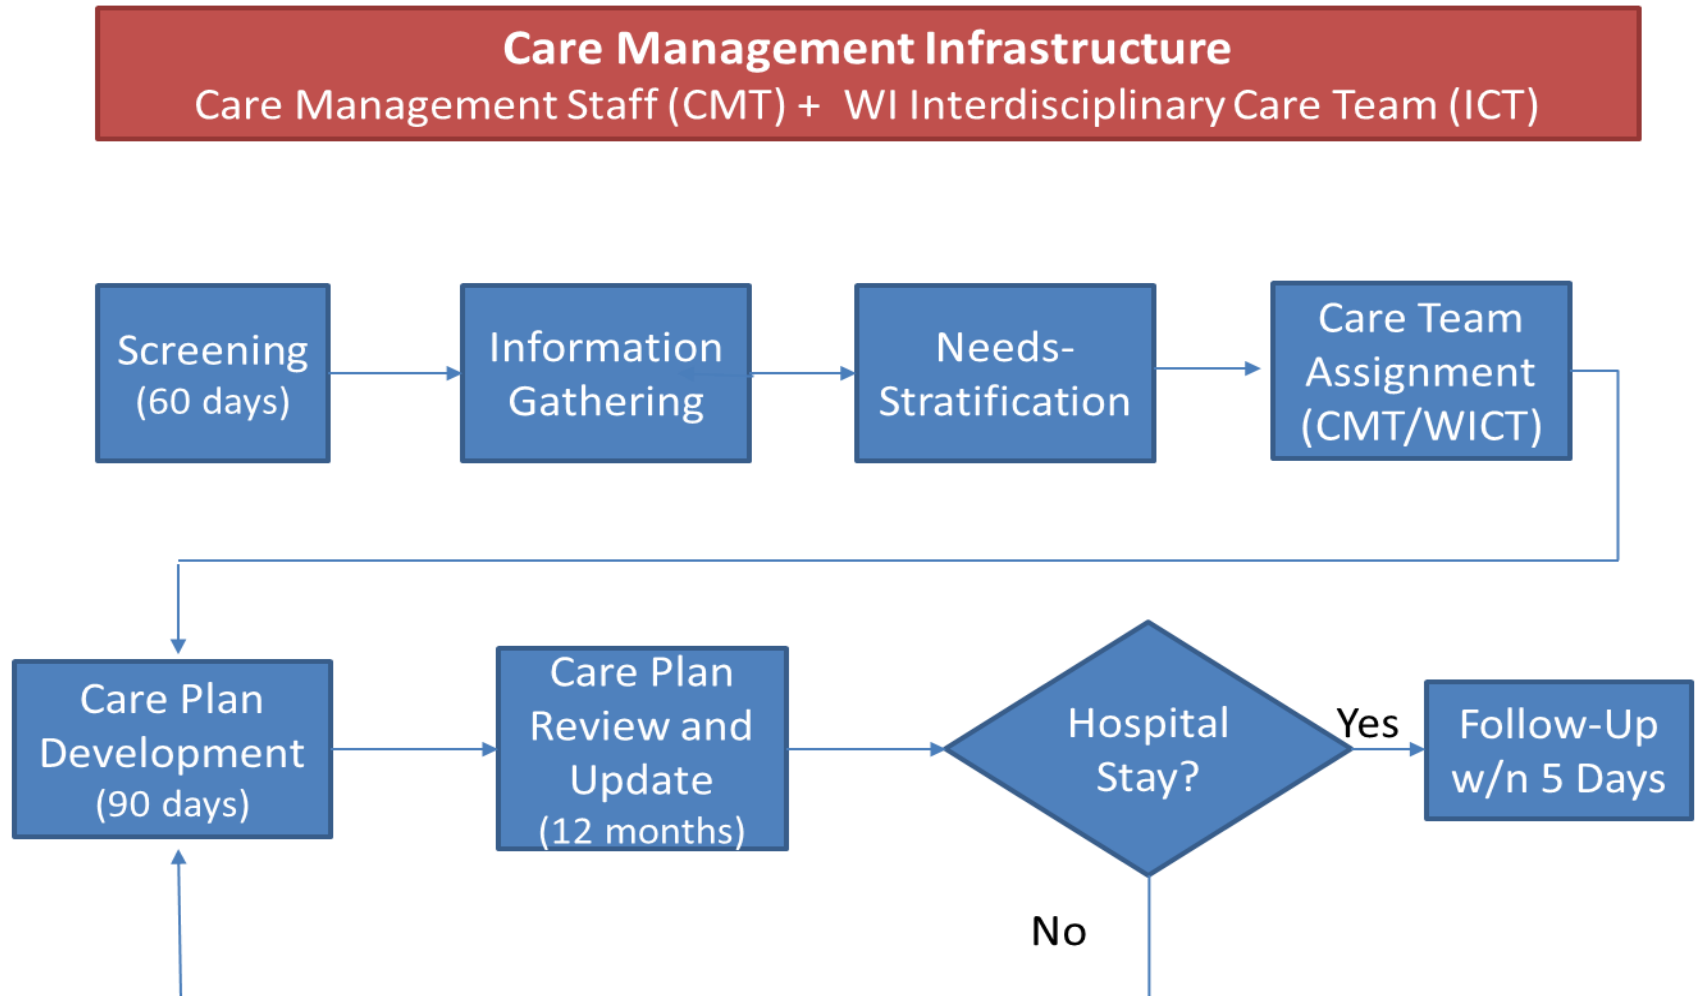 Care Management Infrastructure
Care Management Staff (CMT) + WI Interdisciplinary Care Team (ICT)
Screening
(60 days)
Information
Gathering
Needs-
Stratification
Care Team
Assignment
(CMT/WICT)
Care Plan
Development
(90 days)
Care Plan
Review and
Update
(12 months)
Hospital
Stay?
Yes
Follow-Up
w/n 5 Days
No